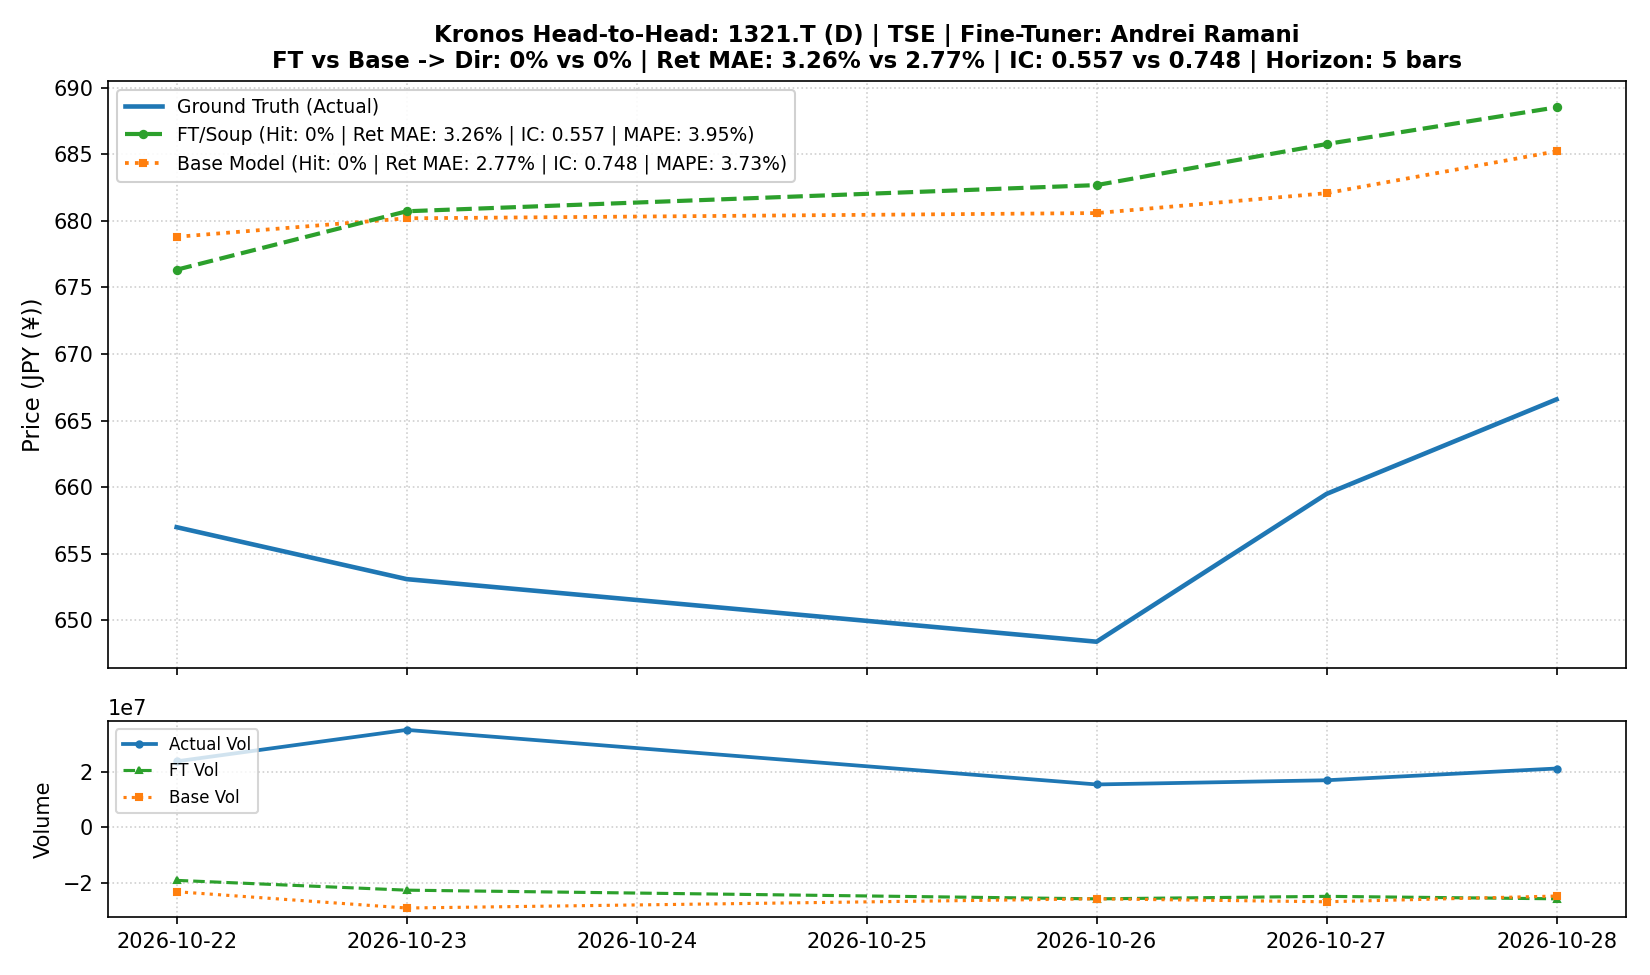 Kronos Head-to-Head: 1321.T (D) | TSE | Fine-Tuner: Andrei Ramani
FT vs Base -> Dir: 0% vs 0% | Ret MAE: 3.26% vs 2.77% | IC: 0.557 vs 0.748 | Horizon: 5 bars
Ground Truth (Actual)
FT/Soup (Hit: 0% | Ret MAE: 3.26% | IC: 0.557 | MAPE: 3.95%)
Base Model (Hit: 0% | Ret MAE: 2.77% | IC: 0.748 | MAPE: 3.73%)
Price (JPY (¥))
690
685
680
675
670
665
660
655
650
1e7
Actual Vol
FT Vol
Base Vol
Volume
2
0
−2
2026-10-22
2026-10-23
2026-10-24
2026-10-25
2026-10-26
2026-10-27
2026-10-28